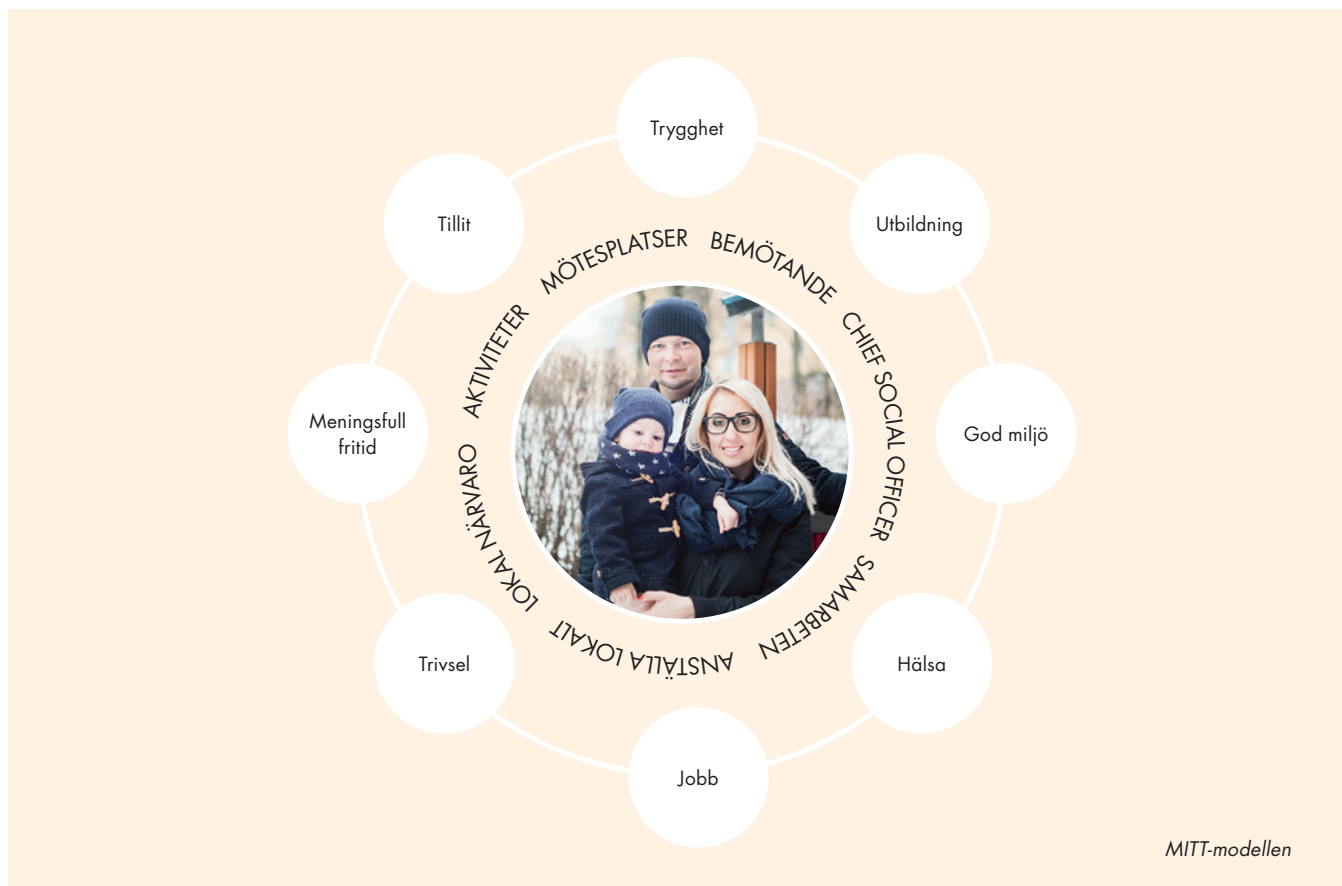 Trygghet
Utbildning
God miljö
Hälsa
Jobb
Trivsel
Meningsfull
fritid
Tillit
MÖTESPLATSER
BEMÖTANDE
CHIEF SOCIAL OFFICER
SAMARBETEN
ANSTÄLLA LOKALT
LOKAL NÄRVARO
AKTIVITETER
MITT-modellen